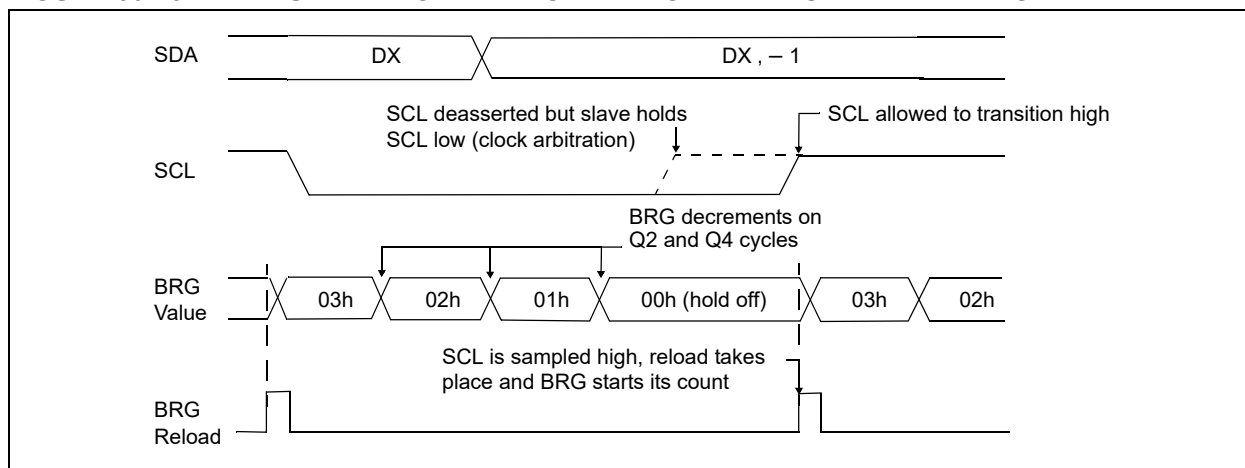 SDA
DX
DX , – 1
SCL deasserted but slave holds
SCL low (clock arbitration)
SCL allowed to transition high
SCL
BRG decrements on
Q2 and Q4 cycles
BRG
Value
03h
02h
01h
00h (hold off)
03h
02h
SCL is sampled high, reload takes
place and BRG starts its count
BRG
Reload